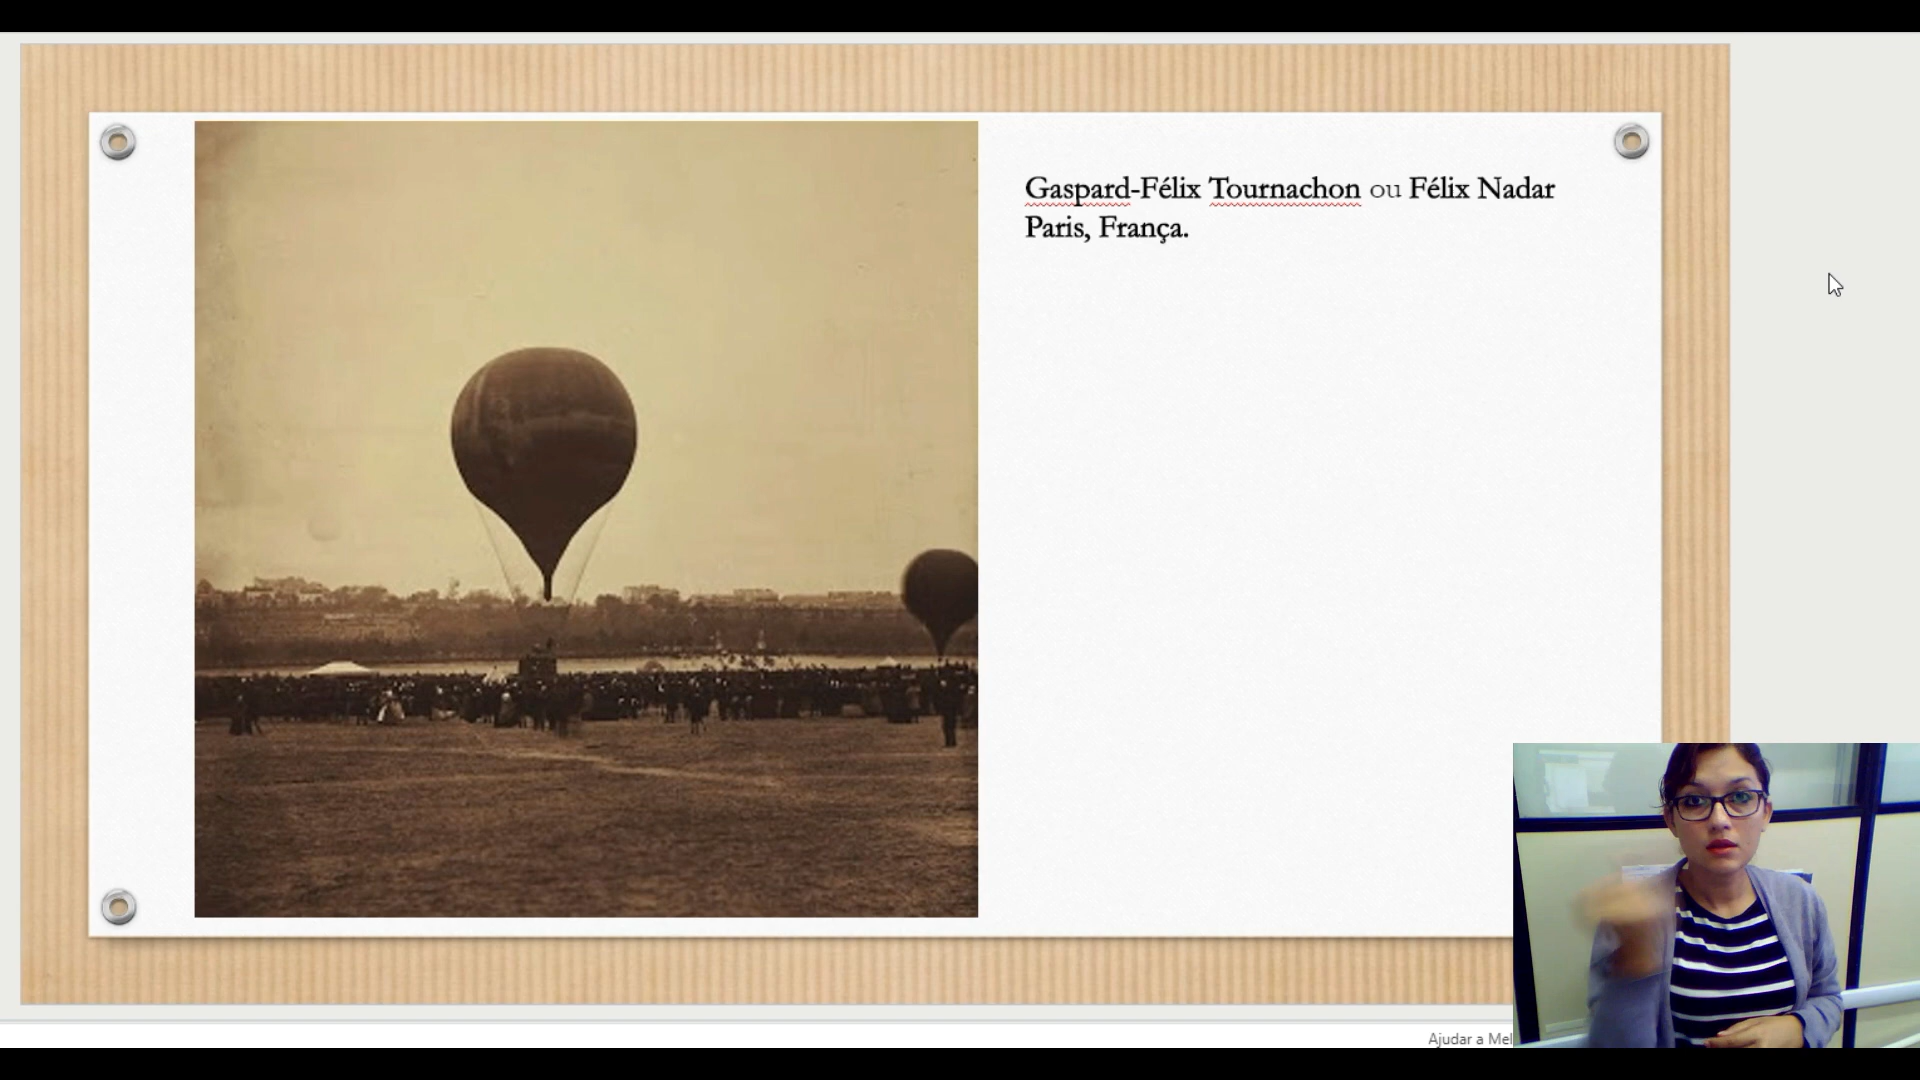 Gaspard-Félix Tournachon ou Félix Nadar
Paris, França.
Ajudar a Mel